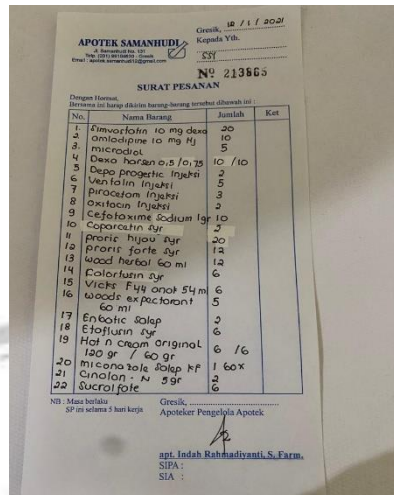 APOTEK SAMANHUDI
Jl. Samanhudi No. 121
Gresik, 12 / 1 / 2021
Kepada Yth.
Nº 213865
SURAT PESANAN
Dengan Hormat,
Bersama ini harap dikirim barang-barang tersebut dibawah ini :
No. Nama Barang Jumlah Ket
1. Simvastatin 10 mg dexa 20
2. amlodipine 10 mg Hj 10
3. microdiol 5
4 Dexa harsen 0,5 / 0,75 10 / 10
5 Depo progestic Injeksi 2
6 Ventolin Injeksi 5
7 piracetam Injeksi 3
8 oxitocin Injeksi 2
9 Cefotaxime Sodium 1gr 10
10 Coparcetin syr 2
11 proris hijau syr 20
12 proris forte syr 12
13 wood herbal 60 ml 12
14 Colorfusin syr 6
15 Vicks F44 anak 54 ml 6
16 woods expectorant 5
60 ml
17 Enbatic Salep 2
18 Etoflusin syr 6
19 Hot n cream original
120 gr / 60 gr 6 / 6
20 miconazole Salep KF 1 box
21 Cinolon - N 5gr 2
22 Sucralfate 6
NB : Masa berlaku
SP ini selama 5 hari kerja
Gresik, ..............................
Apoteker Pengelola Apotek
apt. Indah Rahmadiyanti, S. Farm.
SIPA :
SIA :